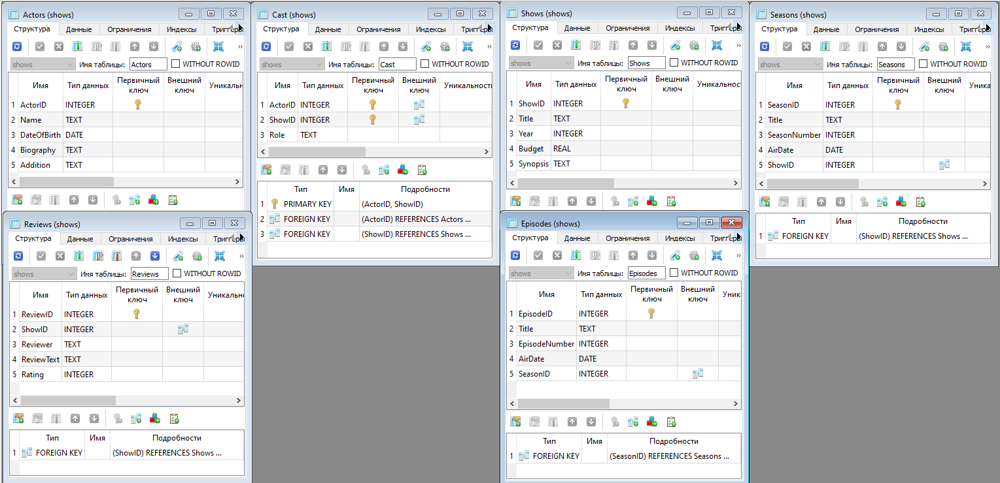 Actors (shows)
Структура Данные Ограничения Индексы Триггеры
shows Имя таблицы: Actors WITHOUT ROWID
Имя Тип данных Первичный ключ Внешний ключ
1 ActorID INTEGER
2 Name TEXT
3 DateOfBirth DATE
4 Biography TEXT
5 Addition TEXT
Cast (shows)
Структура Данные Ограничения Индексы Триггеры
shows Имя таблицы: Cast WITHOUT ROWID
Имя Тип данных Первичный ключ Внешний ключ Уникальность
1 ActorID INTEGER
2 ShowID INTEGER
3 Role TEXT
Тип Имя Подробности
1 PRIMARY KEY (ActorID, ShowID)
2 FOREIGN KEY (ActorID) REFERENCES Actors ...
3 FOREIGN KEY (ShowID) REFERENCES Shows ...
Shows (shows)
Структура Данные Ограничения Индексы Триггеры
shows Имя таблицы: Shows WITHOUT ROWID
Имя Тип данных Первичный ключ Внешний ключ
1 ShowID INTEGER
2 Title TEXT
3 Year INTEGER
4 Budget REAL
5 Synopsis TEXT
Seasons (shows)
Структура Данные Ограничения Индексы Триггеры
shows Имя таблицы: Seasons WITHOUT ROWID
Имя Тип данных Первичный ключ Внешний ключ
1 SeasonID INTEGER
2 Title TEXT
3 SeasonNumber INTEGER
4 AirDate DATE
5 ShowID INTEGER
Тип Имя Подробности
1 FOREIGN KEY (ShowID) REFERENCES Shows ...
Reviews (shows)
Структура Данные Ограничения Индексы Триггеры
shows Имя таблицы: Reviews WITHOUT ROWID
Имя Тип данных Первичный ключ Внешний ключ
1 ReviewID INTEGER
2 ShowID INTEGER
3 Reviewer TEXT
4 ReviewText TEXT
5 Rating INTEGER
Тип Имя Подробности
1 FOREIGN KEY (ShowID) REFERENCES Shows ...
Episodes (shows)
Структура Данные Ограничения Индексы Триггеры
shows Имя таблицы: Episodes WITHOUT ROWID
Имя Тип данных Первичный ключ Внешний ключ
1 EpisodeID INTEGER
2 Title TEXT
3 EpisodeNumber INTEGER
4 AirDate DATE
5 SeasonID INTEGER
Тип Имя Подробности
1 FOREIGN KEY (SeasonID) REFERENCES Seasons ...